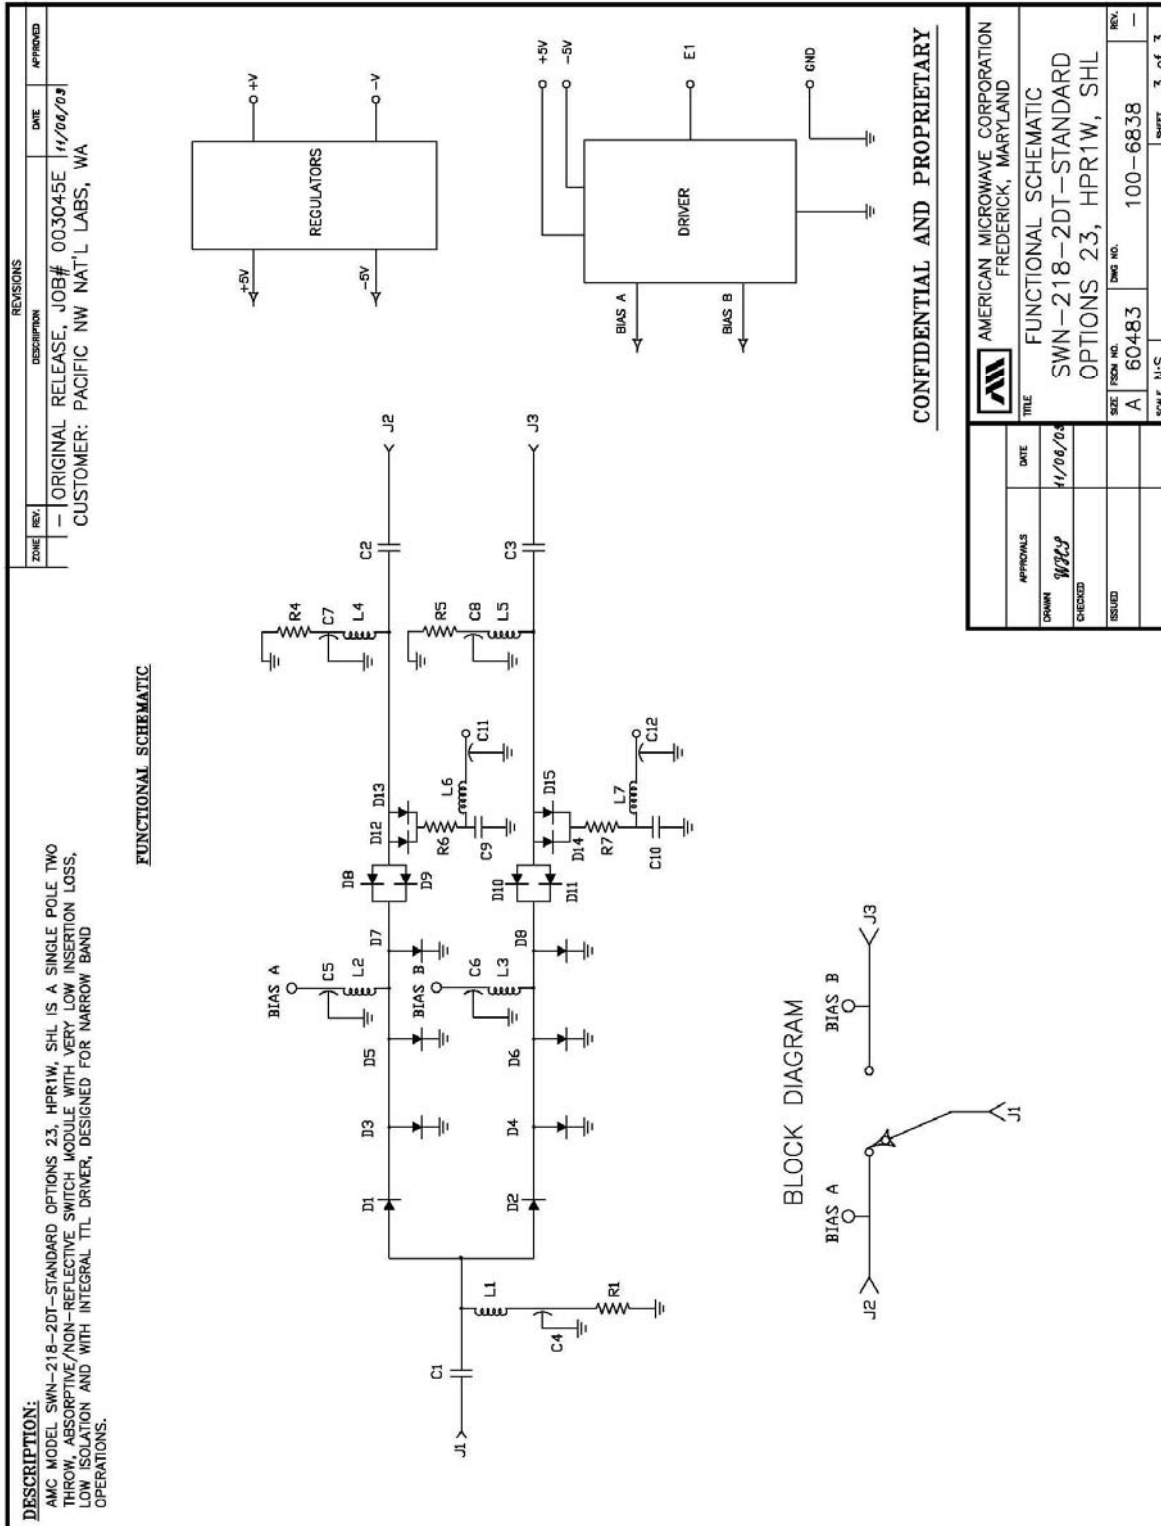 DESCRIPTION:
AMC MODEL SWN-218-2DT-STANDARD OPTIONS 23, HPR1W, SHL IS A SINGLE POLE TWO
THROW, ABSORPTIVE/NON-REFLECTIVE SWITCH MODULE WITH VERY LOW INSERTION LOSS,
LOW ISOLATION AND WITH INTEGRAL TTL DRIVER, DESIGNED FOR NARROW BAND
OPERATIONS.
REVISIONS
ZONE REV. DESCRIPTION DATE APPROVED
– ORIGINAL RELEASE, JOB# 003045E 11/06/03
CUSTOMER: PACIFIC NW NAT'L LABS, WA
FUNCTIONAL SCHEMATIC
J1
C1
L1
C4
R1
D1
D2
D3
D4
D5
D6
BIAS A
C5
L2
D7
BIAS B
C6
L3
D8
D8
D9
D10
D11
D12
D13
R6
L6
C9
C11
D14
D15
R7
L7
C10
C12
R4
C7
L4
R5
C8
L5
C2
J2
C3
J3
+5V
-5V
REGULATORS
+V
-V
BIAS A
BIAS B
DRIVER
+5V
-5V
E1
GND
BLOCK DIAGRAM
J2
BIAS A
J1
BIAS B
J3
CONFIDENTIAL AND PROPRIETARY
APPROVALS DATE
DRAWN WHS 11/06/03
CHECKED
ISSUED
AMERICAN MICROWAVE CORPORATION
FREDERICK, MARYLAND
TITLE
FUNCTIONAL SCHEMATIC
SWN-218-2DT-STANDARD
OPTIONS 23, HPR1W, SHL
SIZE FSCM NO. DWG NO. REV.
A 60483 100-6838 –
SCALE N:S SHEET 3 of 3